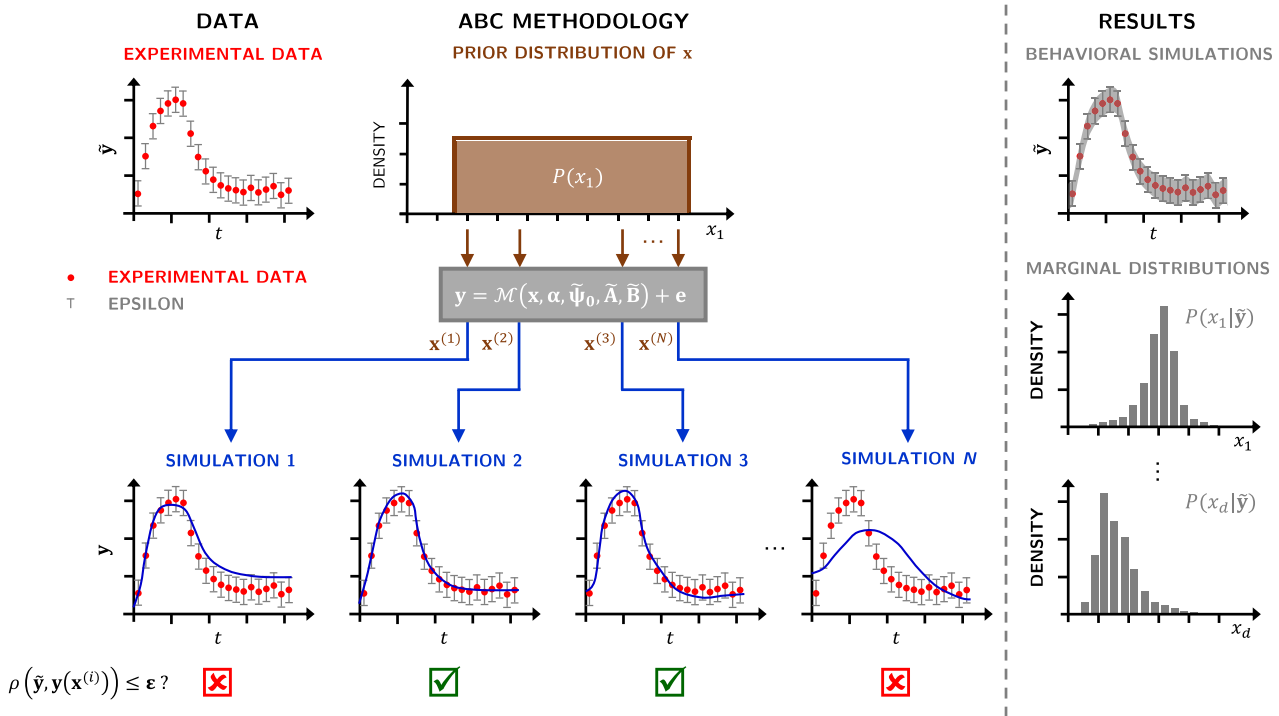 DATA
EXPERIMENTAL DATA
ỹ
t
● EXPERIMENTAL DATA
EPSILON
ABC METHODOLOGY
PRIOR DISTRIBUTION OF x
DENSITY
P(x₁)
x₁
...
y = ℳ(x, α, ψ̃₀, Ã, B̃) + e
x⁽¹⁾ x⁽²⁾ x⁽³⁾ x⁽ᴺ⁾
SIMULATION 1
SIMULATION 2
SIMULATION 3
SIMULATION N
y
t
t
t
...
t
ρ(ỹ, y(x⁽ⁱ⁾)) ≤ ε ?
RESULTS
BEHAVIORAL SIMULATIONS
ỹ
t
MARGINAL DISTRIBUTIONS
DENSITY
P(x₁|ỹ)
x₁
⋮
DENSITY
P(x_d|ỹ)
x_d